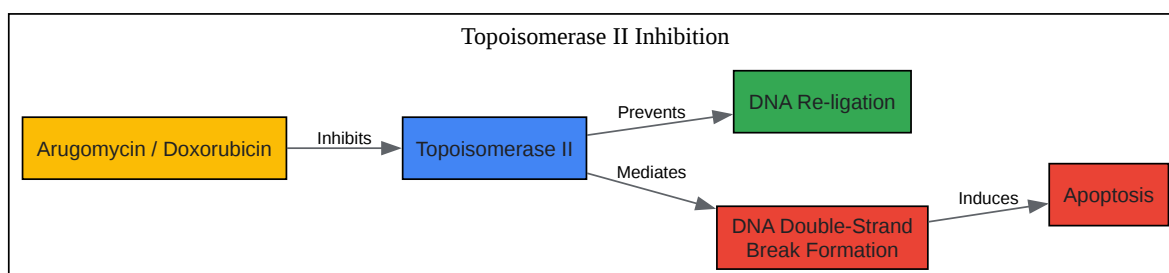 Topoisomerase II Inhibition
Arugomycin / Doxorubicin
Inhibits
Topoisomerase II
Prevents
DNA Re-ligation
Mediates
DNA Double-Strand
Break Formation
Induces
Apoptosis